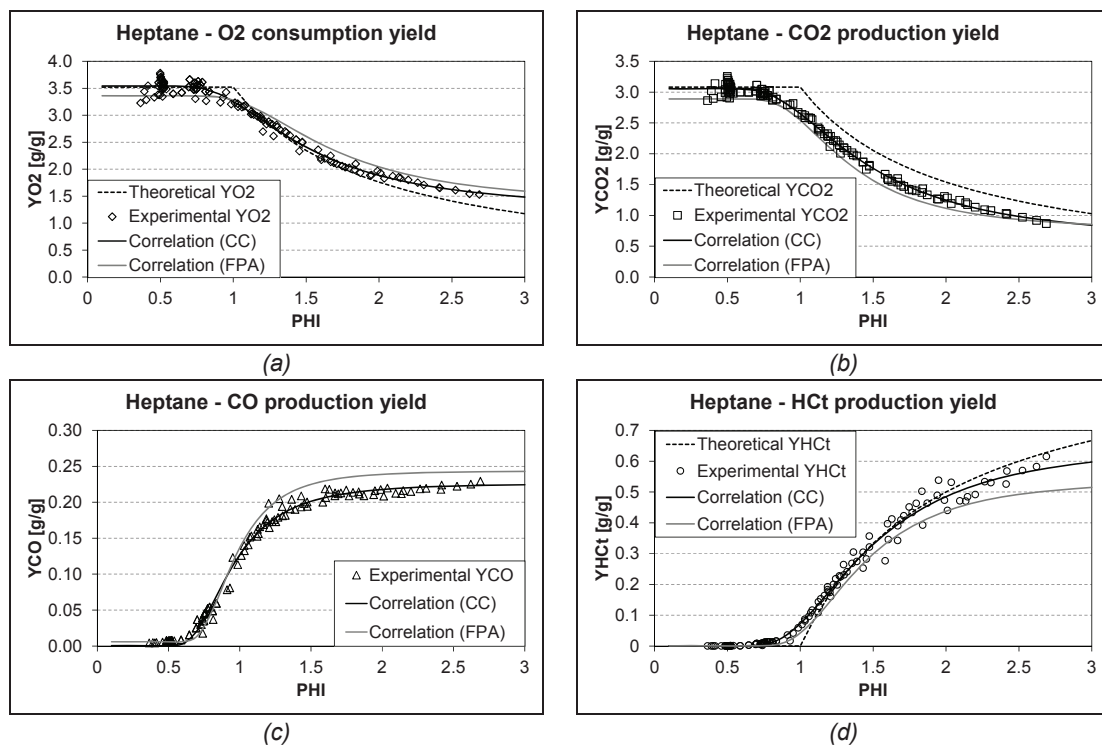 Heptane - O2 consumption yield
YO2 [g/g]
4.0
3.5
3.0
2.5
2.0
1.5
1.0
0.5
0.0
Theoretical YO2
Experimental YO2
Correlation (CC)
Correlation (FPA)
0 0.5 1 1.5 2 2.5 3
PHI
(a)
Heptane - CO2 production yield
YCO2 [g/g]
3.5
3.0
2.5
2.0
1.5
1.0
0.5
0.0
Theoretical YCO2
Experimental YCO2
Correlation (CC)
Correlation (FPA)
0 0.5 1 1.5 2 2.5 3
PHI
(b)
Heptane - CO production yield
YCO [g/g]
0.30
0.25
0.20
0.15
0.10
0.05
0.00
Experimental YCO
Correlation (CC)
Correlation (FPA)
0 0.5 1 1.5 2 2.5 3
PHI
(c)
Heptane - HCt production yield
YHCt [g/g]
0.7
0.6
0.5
0.4
0.3
0.2
0.1
0
Theoretical YHCt
Experimental YHCt
Correlation (CC)
Correlation (FPA)
0 0.5 1 1.5 2 2.5 3
PHI
(d)